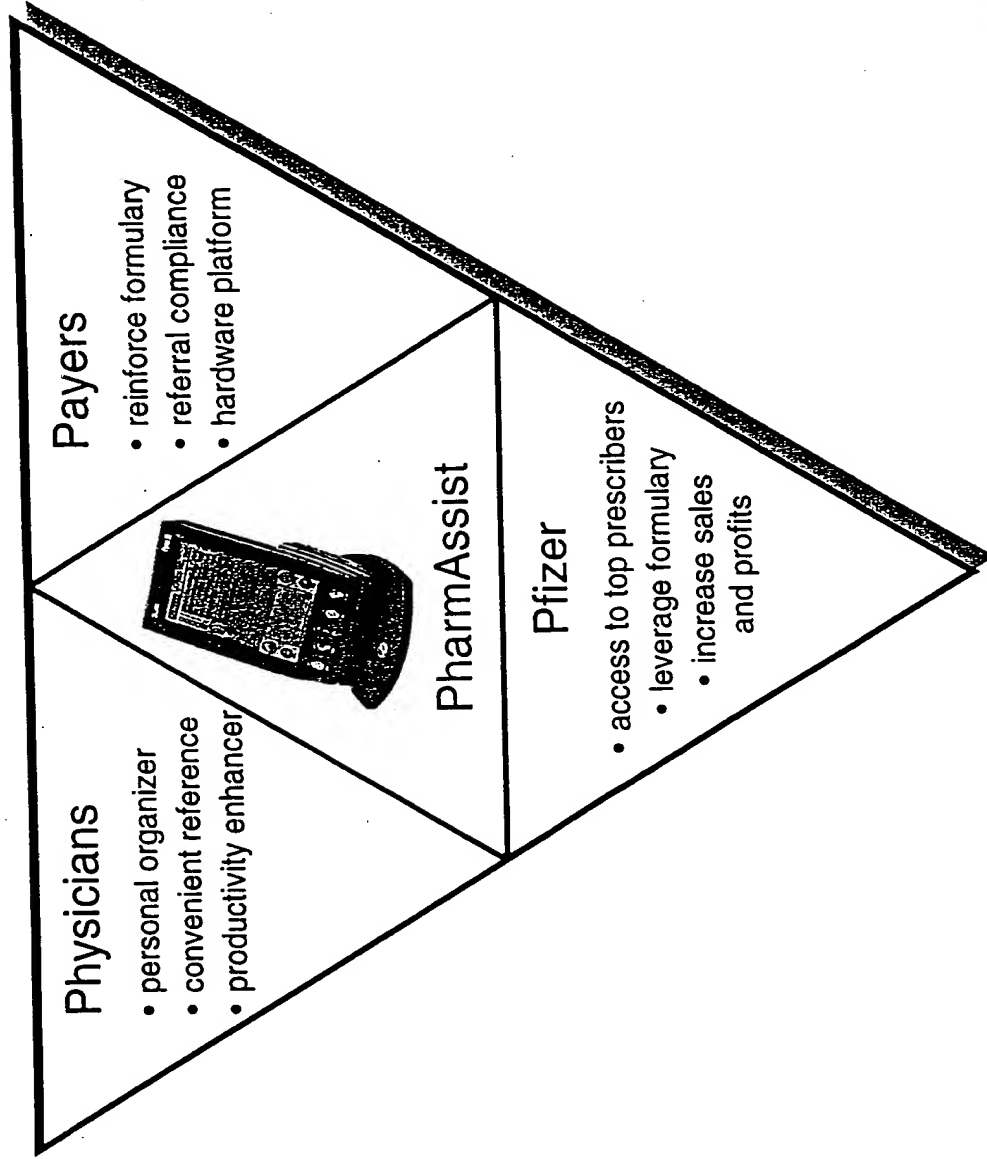 Physicians
• personal organizer
• convenient reference
• productivity enhancer
Payers
• reinforce formulary
• referral compliance
• hardware platform
PharmAssist
Pfizer
• access to top prescribers
• leverage formulary
• increase sales
and profits